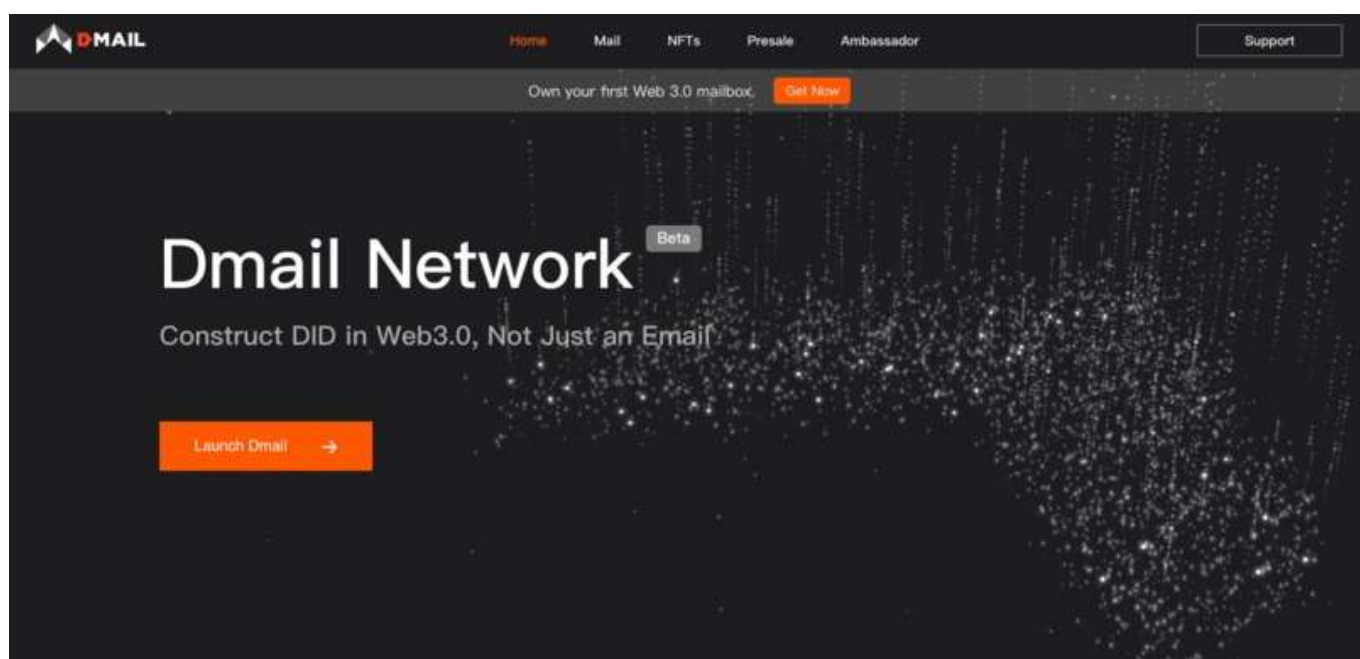 DMAIL
Home Mail NFTs Presale Ambassador Support
Own your first Web 3.0 mailbox. Get Now
Dmail Network Beta
Construct DID in Web3.0, Not Just an Email
Launch Dmail →